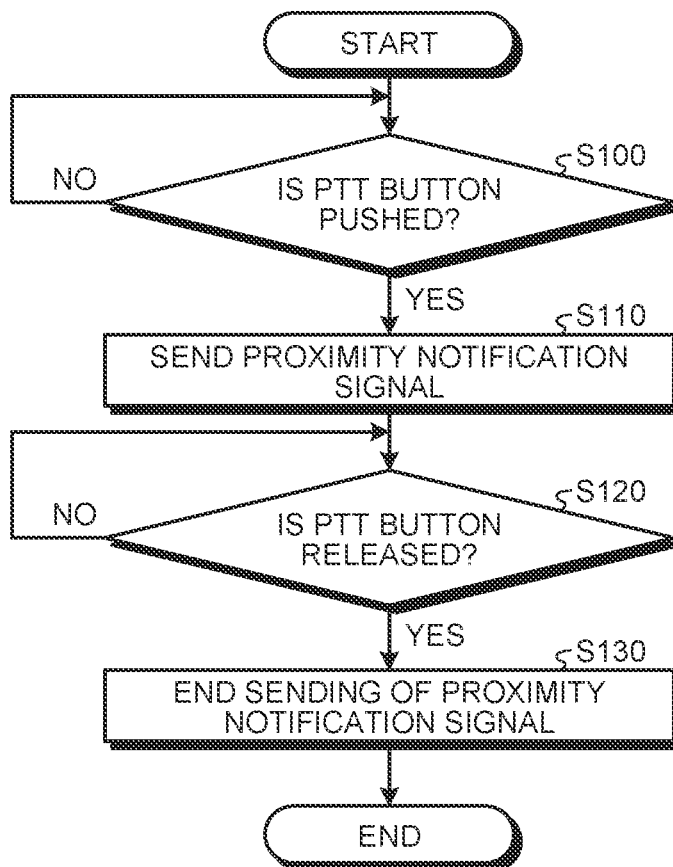 START
S100
NO
IS PTT BUTTON
PUSHED?
YES
S110
SEND PROXIMITY NOTIFICATION
SIGNAL
S120
NO
IS PTT BUTTON
RELEASED?
YES
S130
END SENDING OF PROXIMITY
NOTIFICATION SIGNAL
END